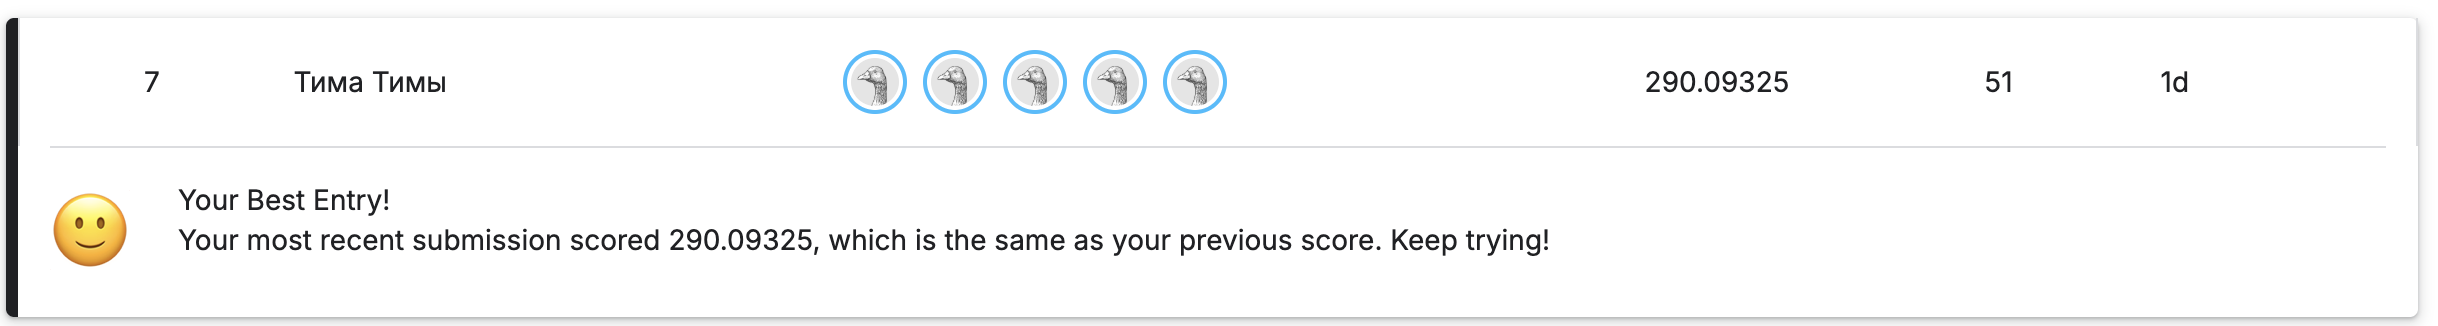 7 Тима Тимы 290.09325 51 1d
Your Best Entry!
Your most recent submission scored 290.09325, which is the same as your previous score. Keep trying!